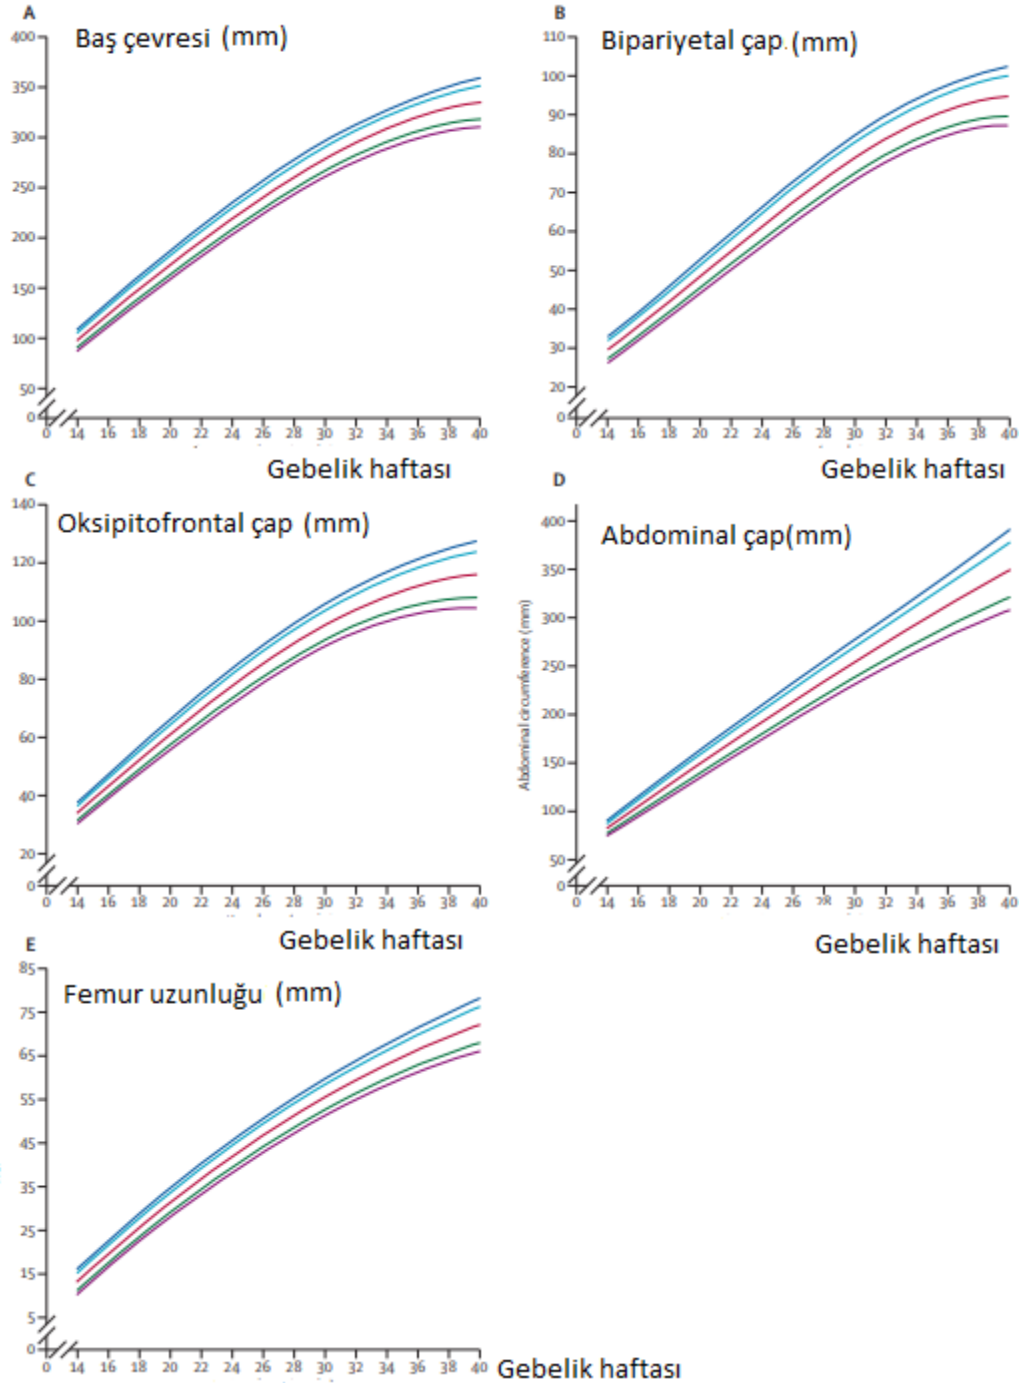 A
Baş çevresi (mm)
400
350
300
250
200
150
100
50
0
0 14 16 18 20 22 24 26 28 30 32 34 36 38 40
Gebelik haftası
B
Bipariyetal çap.(mm)
110
100
90
80
70
60
50
40
30
20
0
0 14 16 18 20 22 24 26 28 30 32 34 36 38 40
Gebelik haftası
C
Oksipitofrontal çap (mm)
140
120
100
80
60
40
20
0
0 14 16 18 20 22 24 26 28 30 32 34 36 38 40
Gebelik haftası
D
Abdominal çap(mm)
Abdominal circumference (mm)
400
350
300
250
200
150
100
50
0
0 14 16 18 20 22 24 26 28 30 32 34 36 38 40
Gebelik haftası
E
Femur uzunluğu (mm)
85
75
65
55
45
35
25
15
5
0
0 14 16 18 20 22 24 26 28 30 32 34 36 38 40
Gebelik haftası